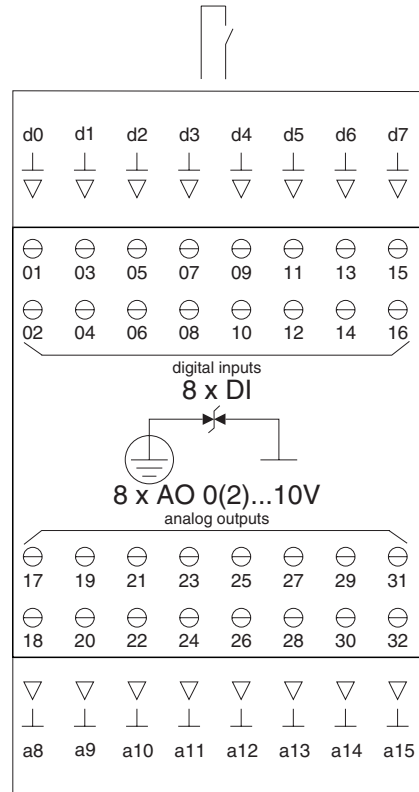 d0 d1 d2 d3 d4 d5 d6 d7
01 03 05 07 09 11 13 15
02 04 06 08 10 12 14 16
digital inputs
8 x DI
8 x AO 0(2)...10V
analog outputs
17 19 21 23 25 27 29 31
18 20 22 24 26 28 30 32
a8 a9 a10 a11 a12 a13 a14 a15